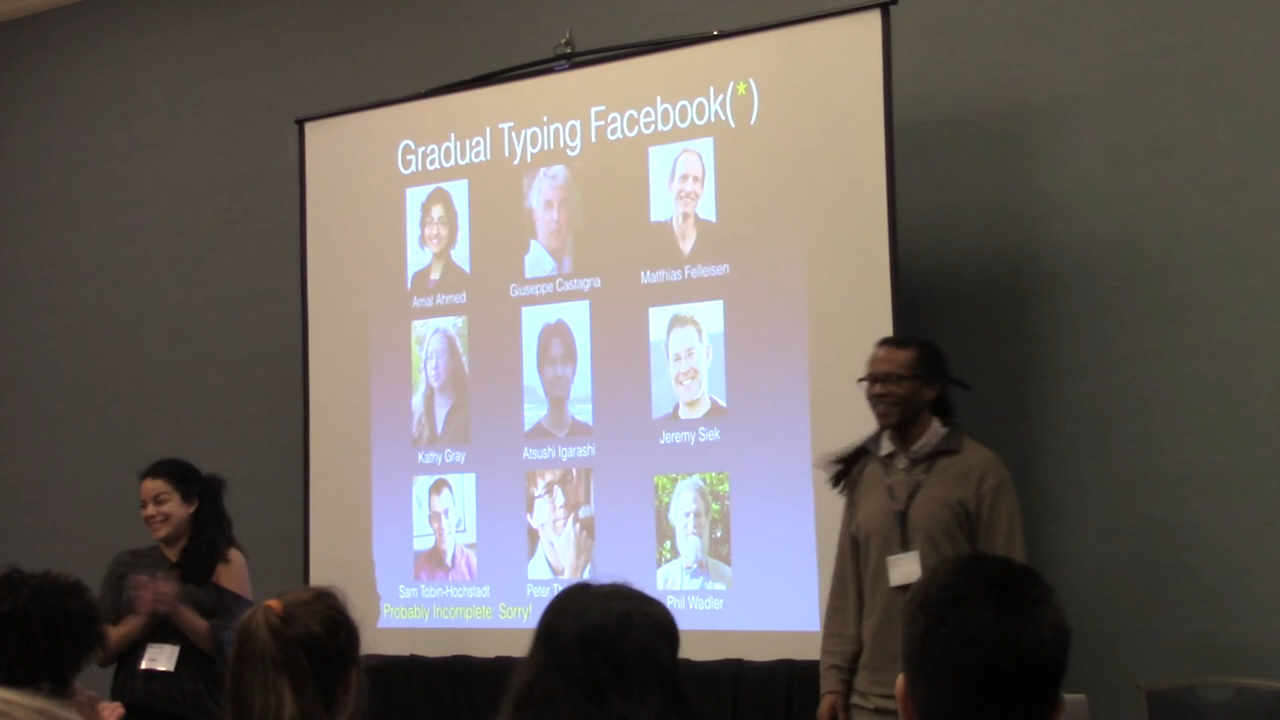 Gradual Typing Facebook(*)
Amal Ahmed
Giuseppe Castagna
Matthias Felleisen
Kathy Gray
Atsushi Igarashi
Jeremy Siek
Sam Tobin-Hochstadt
Peter
Phil Wadler
Probably Incomplete: Sorry!